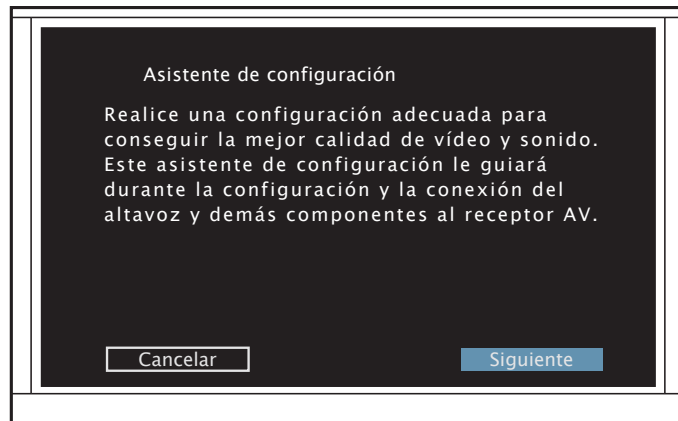 Asistente de configuración
Realice una configuración adecuada para
conseguir la mejor calidad de vídeo y sonido.
Este asistente de configuración le guiará
durante la configuración y la conexión del
altavoz y demás componentes al receptor AV.
Cancelar
Siguiente